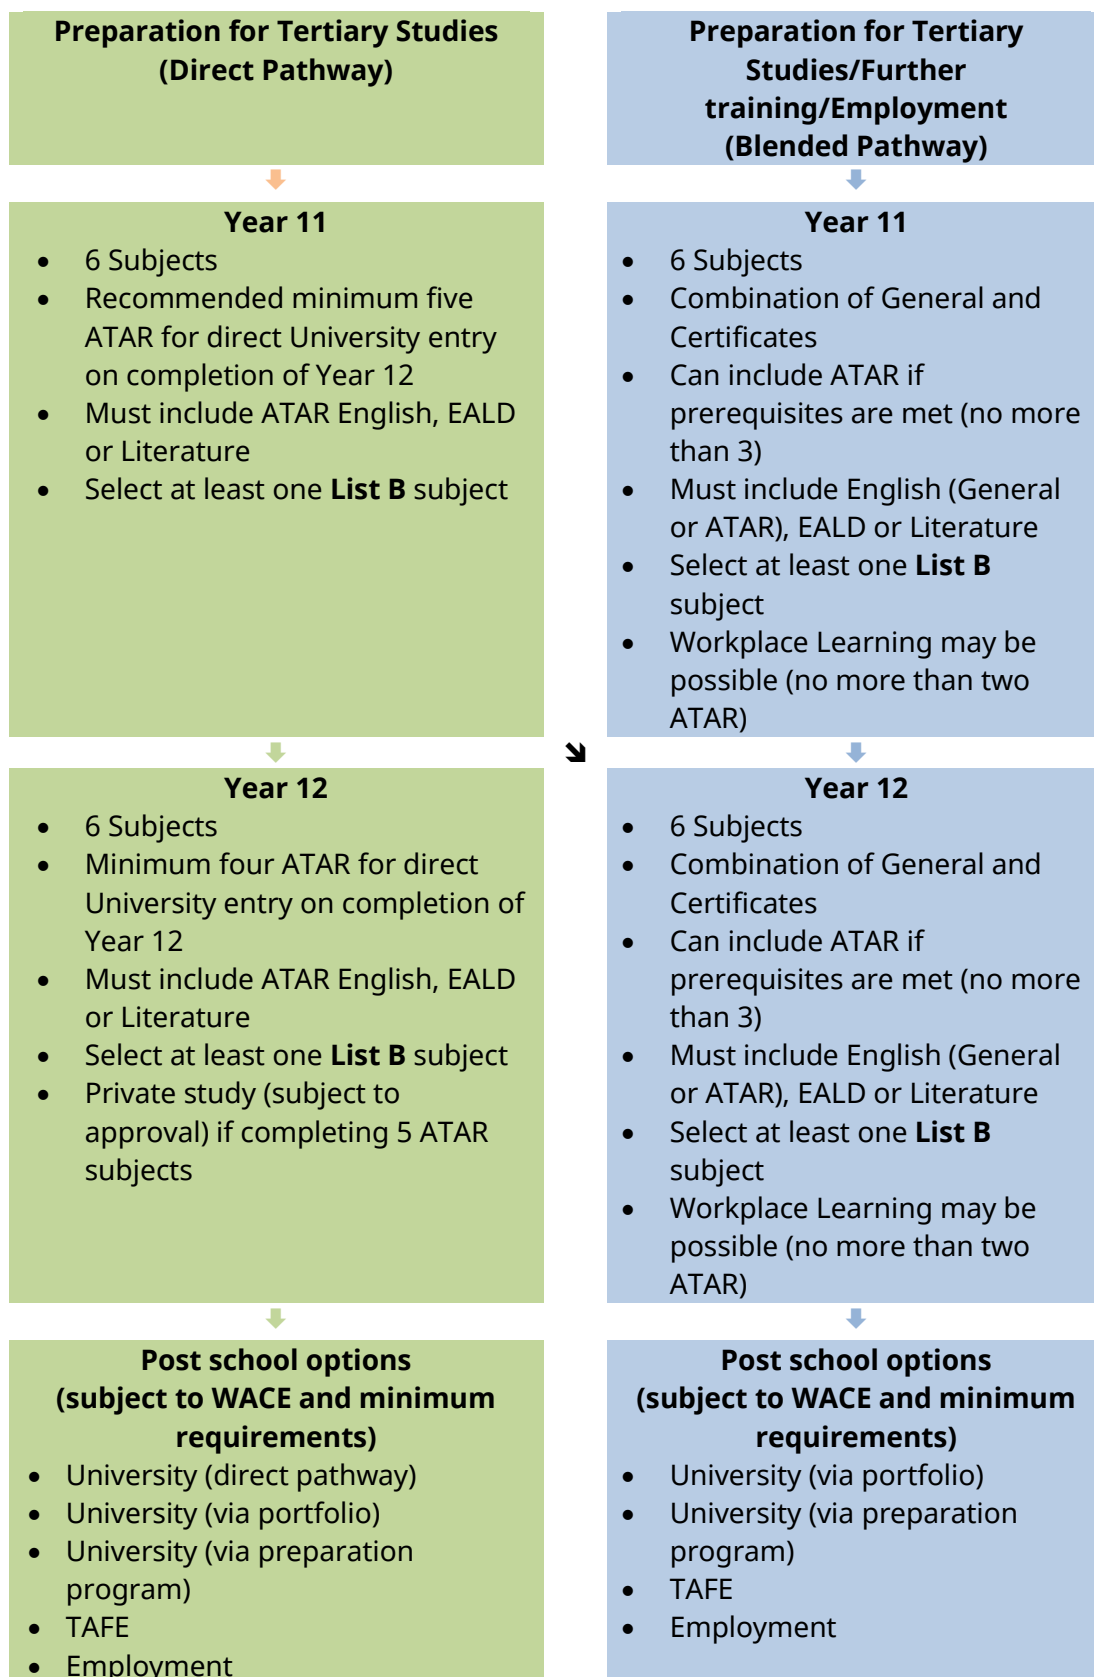 Preparation for Tertiary Studies
(Direct Pathway)
Preparation for Tertiary
Studies/Further
training/Employment
(Blended Pathway)
Year 11
• 6 Subjects
• Recommended minimum five
ATAR for direct University entry
on completion of Year 12
• Must include ATAR English, EALD
or Literature
• Select at least one List B subject
Year 11
• 6 Subjects
• Combination of General and
Certificates
• Can include ATAR if
prerequisites are met (no more
than 3)
• Must include English (General
or ATAR), EALD or Literature
• Select at least one List B
subject
• Workplace Learning may be
possible (no more than two
ATAR)
Year 12
• 6 Subjects
• Minimum four ATAR for direct
University entry on completion of
Year 12
• Must include ATAR English, EALD
or Literature
• Select at least one List B subject
• Private study (subject to
approval) if completing 5 ATAR
subjects
Year 12
• 6 Subjects
• Combination of General and
Certificates
• Can include ATAR if
prerequisites are met (no more
than 3)
• Must include English (General
or ATAR), EALD or Literature
• Select at least one List B
subject
• Workplace Learning may be
possible (no more than two
ATAR)
Post school options
(subject to WACE and minimum
requirements)
• University (direct pathway)
• University (via portfolio)
• University (via preparation
program)
• TAFE
• Employment
Post school options
(subject to WACE and minimum
requirements)
• University (via portfolio)
• University (via preparation
program)
• TAFE
• Employment